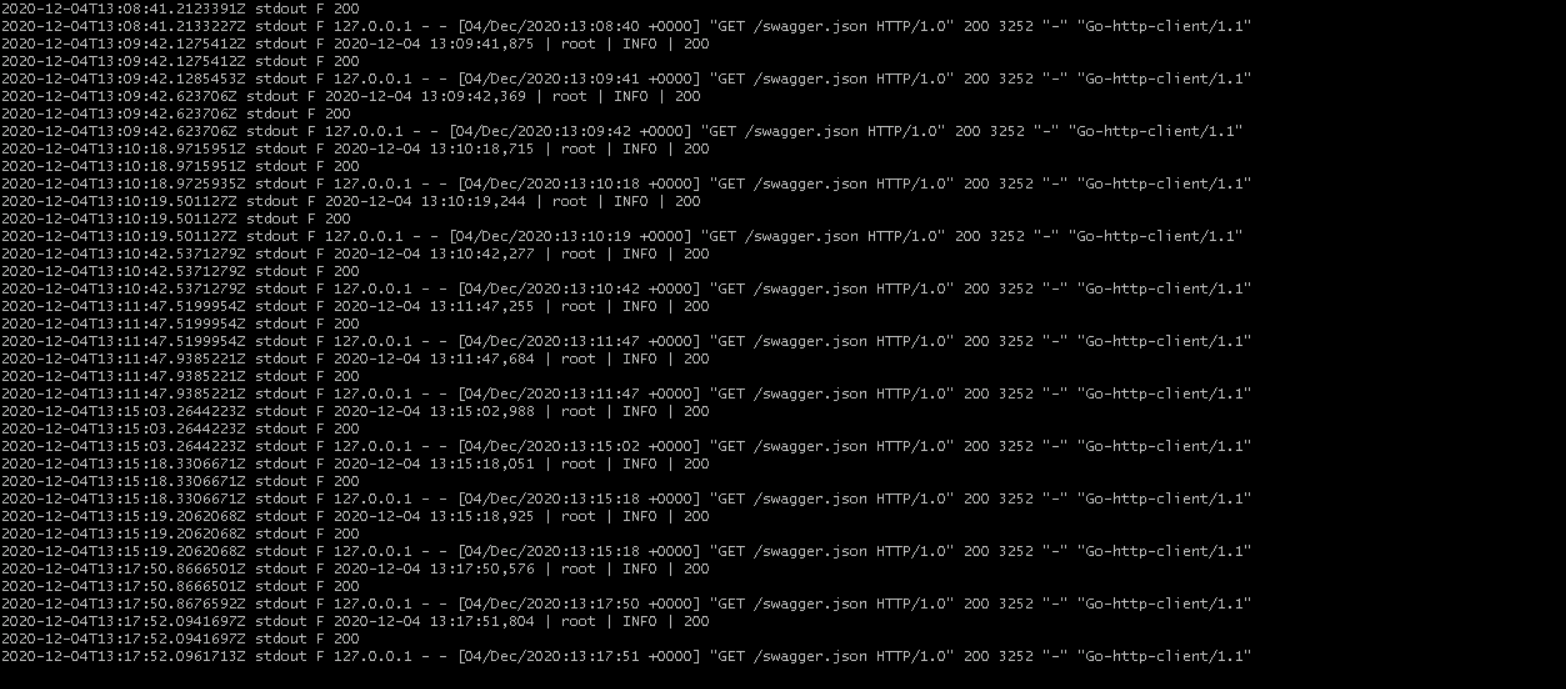 2020-12-04T13:08:41.2123391Z stdout F 200
2020-12-04T13:08:41.2133227Z stdout F 127.0.0.1 - - [04/Dec/2020:13:08:40 +0000] "GET /swagger.json HTTP/1.0" 200 3252 "-" "Go-http-client/1.1"
2020-12-04T13:09:42.1275412Z stdout F 2020-12-04 13:09:41,875 | root | INFO | 200
2020-12-04T13:09:42.1275412Z stdout F 200
2020-12-04T13:09:42.1285453Z stdout F 127.0.0.1 - - [04/Dec/2020:13:09:41 +0000] "GET /swagger.json HTTP/1.0" 200 3252 "-" "Go-http-client/1.1"
2020-12-04T13:09:42.623706Z stdout F 2020-12-04 13:09:42,369 | root | INFO | 200
2020-12-04T13:09:42.623706Z stdout F 200
2020-12-04T13:09:42.623706Z stdout F 127.0.0.1 - - [04/Dec/2020:13:09:42 +0000] "GET /swagger.json HTTP/1.0" 200 3252 "-" "Go-http-client/1.1"
2020-12-04T13:10:18.9715951Z stdout F 2020-12-04 13:10:18,715 | root | INFO | 200
2020-12-04T13:10:18.9715951Z stdout F 200
2020-12-04T13:10:18.9725935Z stdout F 127.0.0.1 - - [04/Dec/2020:13:10:18 +0000] "GET /swagger.json HTTP/1.0" 200 3252 "-" "Go-http-client/1.1"
2020-12-04T13:10:19.501127Z stdout F 2020-12-04 13:10:19,244 | root | INFO | 200
2020-12-04T13:10:19.501127Z stdout F 200
2020-12-04T13:10:19.501127Z stdout F 127.0.0.1 - - [04/Dec/2020:13:10:19 +0000] "GET /swagger.json HTTP/1.0" 200 3252 "-" "Go-http-client/1.1"
2020-12-04T13:10:42.5371279Z stdout F 2020-12-04 13:10:42,277 | root | INFO | 200
2020-12-04T13:10:42.5371279Z stdout F 200
2020-12-04T13:10:42.5371279Z stdout F 127.0.0.1 - - [04/Dec/2020:13:10:42 +0000] "GET /swagger.json HTTP/1.0" 200 3252 "-" "Go-http-client/1.1"
2020-12-04T13:11:47.5199954Z stdout F 2020-12-04 13:11:47,255 | root | INFO | 200
2020-12-04T13:11:47.5199954Z stdout F 200
2020-12-04T13:11:47.5199954Z stdout F 127.0.0.1 - - [04/Dec/2020:13:11:47 +0000] "GET /swagger.json HTTP/1.0" 200 3252 "-" "Go-http-client/1.1"
2020-12-04T13:11:47.9385221Z stdout F 2020-12-04 13:11:47,684 | root | INFO | 200
2020-12-04T13:11:47.9385221Z stdout F 200
2020-12-04T13:11:47.9385221Z stdout F 127.0.0.1 - - [04/Dec/2020:13:11:47 +0000] "GET /swagger.json HTTP/1.0" 200 3252 "-" "Go-http-client/1.1"
2020-12-04T13:15:03.2644223Z stdout F 2020-12-04 13:15:02,988 | root | INFO | 200
2020-12-04T13:15:03.2644223Z stdout F 200
2020-12-04T13:15:03.2644223Z stdout F 127.0.0.1 - - [04/Dec/2020:13:15:02 +0000] "GET /swagger.json HTTP/1.0" 200 3252 "-" "Go-http-client/1.1"
2020-12-04T13:15:18.3306671Z stdout F 2020-12-04 13:15:18,051 | root | INFO | 200
2020-12-04T13:15:18.3306671Z stdout F 200
2020-12-04T13:15:18.3306671Z stdout F 127.0.0.1 - - [04/Dec/2020:13:15:18 +0000] "GET /swagger.json HTTP/1.0" 200 3252 "-" "Go-http-client/1.1"
2020-12-04T13:15:19.2062068Z stdout F 2020-12-04 13:15:18,925 | root | INFO | 200
2020-12-04T13:15:19.2062068Z stdout F 200
2020-12-04T13:15:19.2062068Z stdout F 127.0.0.1 - - [04/Dec/2020:13:15:18 +0000] "GET /swagger.json HTTP/1.0" 200 3252 "-" "Go-http-client/1.1"
2020-12-04T13:17:50.8666501Z stdout F 2020-12-04 13:17:50,576 | root | INFO | 200
2020-12-04T13:17:50.8666501Z stdout F 200
2020-12-04T13:17:50.8676592Z stdout F 127.0.0.1 - - [04/Dec/2020:13:17:50 +0000] "GET /swagger.json HTTP/1.0" 200 3252 "-" "Go-http-client/1.1"
2020-12-04T13:17:52.0941697Z stdout F 2020-12-04 13:17:51,804 | root | INFO | 200
2020-12-04T13:17:52.0941697Z stdout F 200
2020-12-04T13:17:52.0961713Z stdout F 127.0.0.1 - - [04/Dec/2020:13:17:51 +0000] "GET /swagger.json HTTP/1.0" 200 3252 "-" "Go-http-client/1.1"